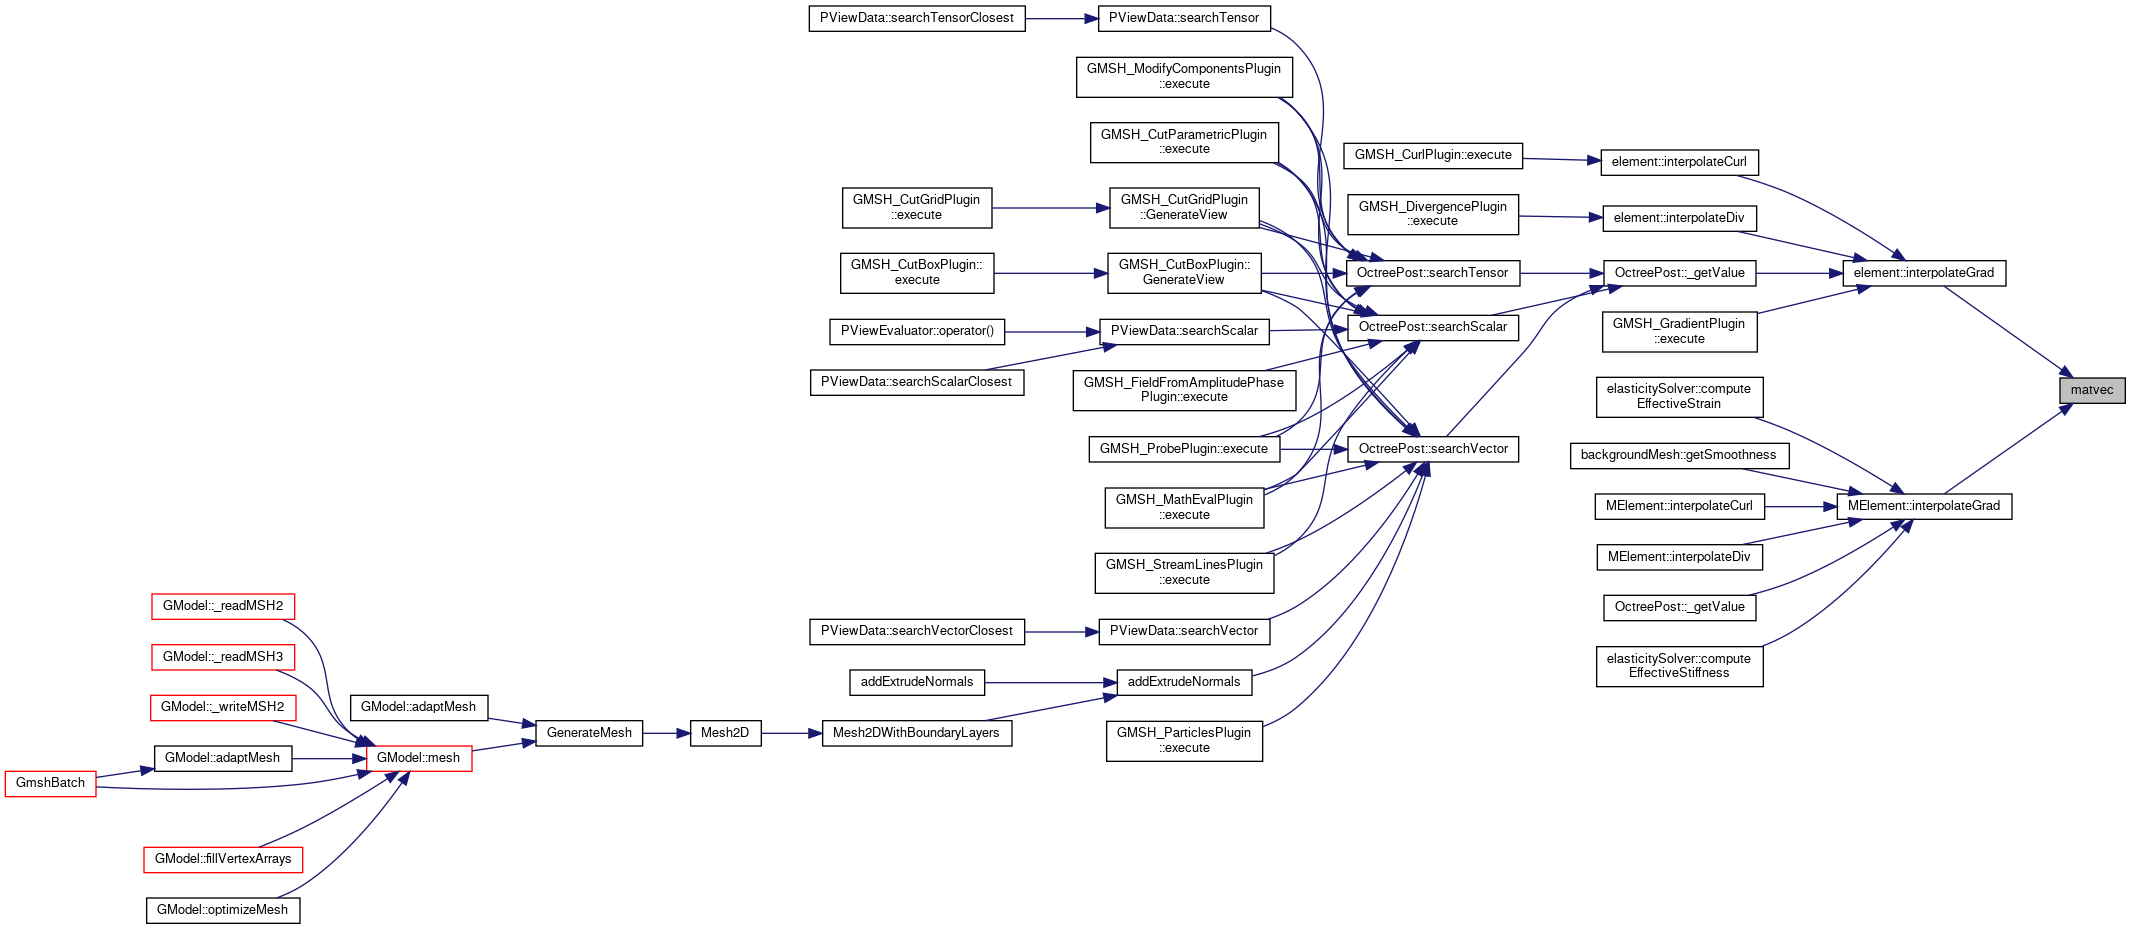 PViewData::searchTensorClosest
PViewData::searchTensor
GMSH_ModifyComponentsPlugin
::execute
GMSH_CutParametricPlugin
::execute
GMSH_CurlPlugin::execute
element::interpolateCurl
GMSH_CutGridPlugin
::execute
GMSH_CutGridPlugin
::GenerateView
GMSH_DivergencePlugin
::execute
element::interpolateDiv
GMSH_CutBoxPlugin::
execute
GMSH_CutBoxPlugin::
GenerateView
OctreePost::searchTensor
OctreePost::_getValue
element::interpolateGrad
PViewEvaluator::operator()
PViewData::searchScalar
OctreePost::searchScalar
GMSH_GradientPlugin
::execute
PViewData::searchScalarClosest
GMSH_FieldFromAmplitudePhase
Plugin::execute
elasticitySolver::compute
EffectiveStrain
matvec
GMSH_ProbePlugin::execute
OctreePost::searchVector
backgroundMesh::getSmoothness
GMSH_MathEvalPlugin
::execute
MElement::interpolateCurl
MElement::interpolateGrad
GMSH_StreamLinesPlugin
::execute
MElement::interpolateDiv
GModel::_readMSH2
OctreePost::_getValue
PViewData::searchVectorClosest
PViewData::searchVector
GModel::_readMSH3
elasticitySolver::compute
EffectiveStiffness
addExtrudeNormals
addExtrudeNormals
GModel::_writeMSH2
GModel::adaptMesh
GenerateMesh
Mesh2D
Mesh2DWithBoundaryLayers
GMSH_ParticlesPlugin
::execute
GModel::adaptMesh
GModel::mesh
GmshBatch
GModel::fillVertexArrays
GModel::optimizeMesh